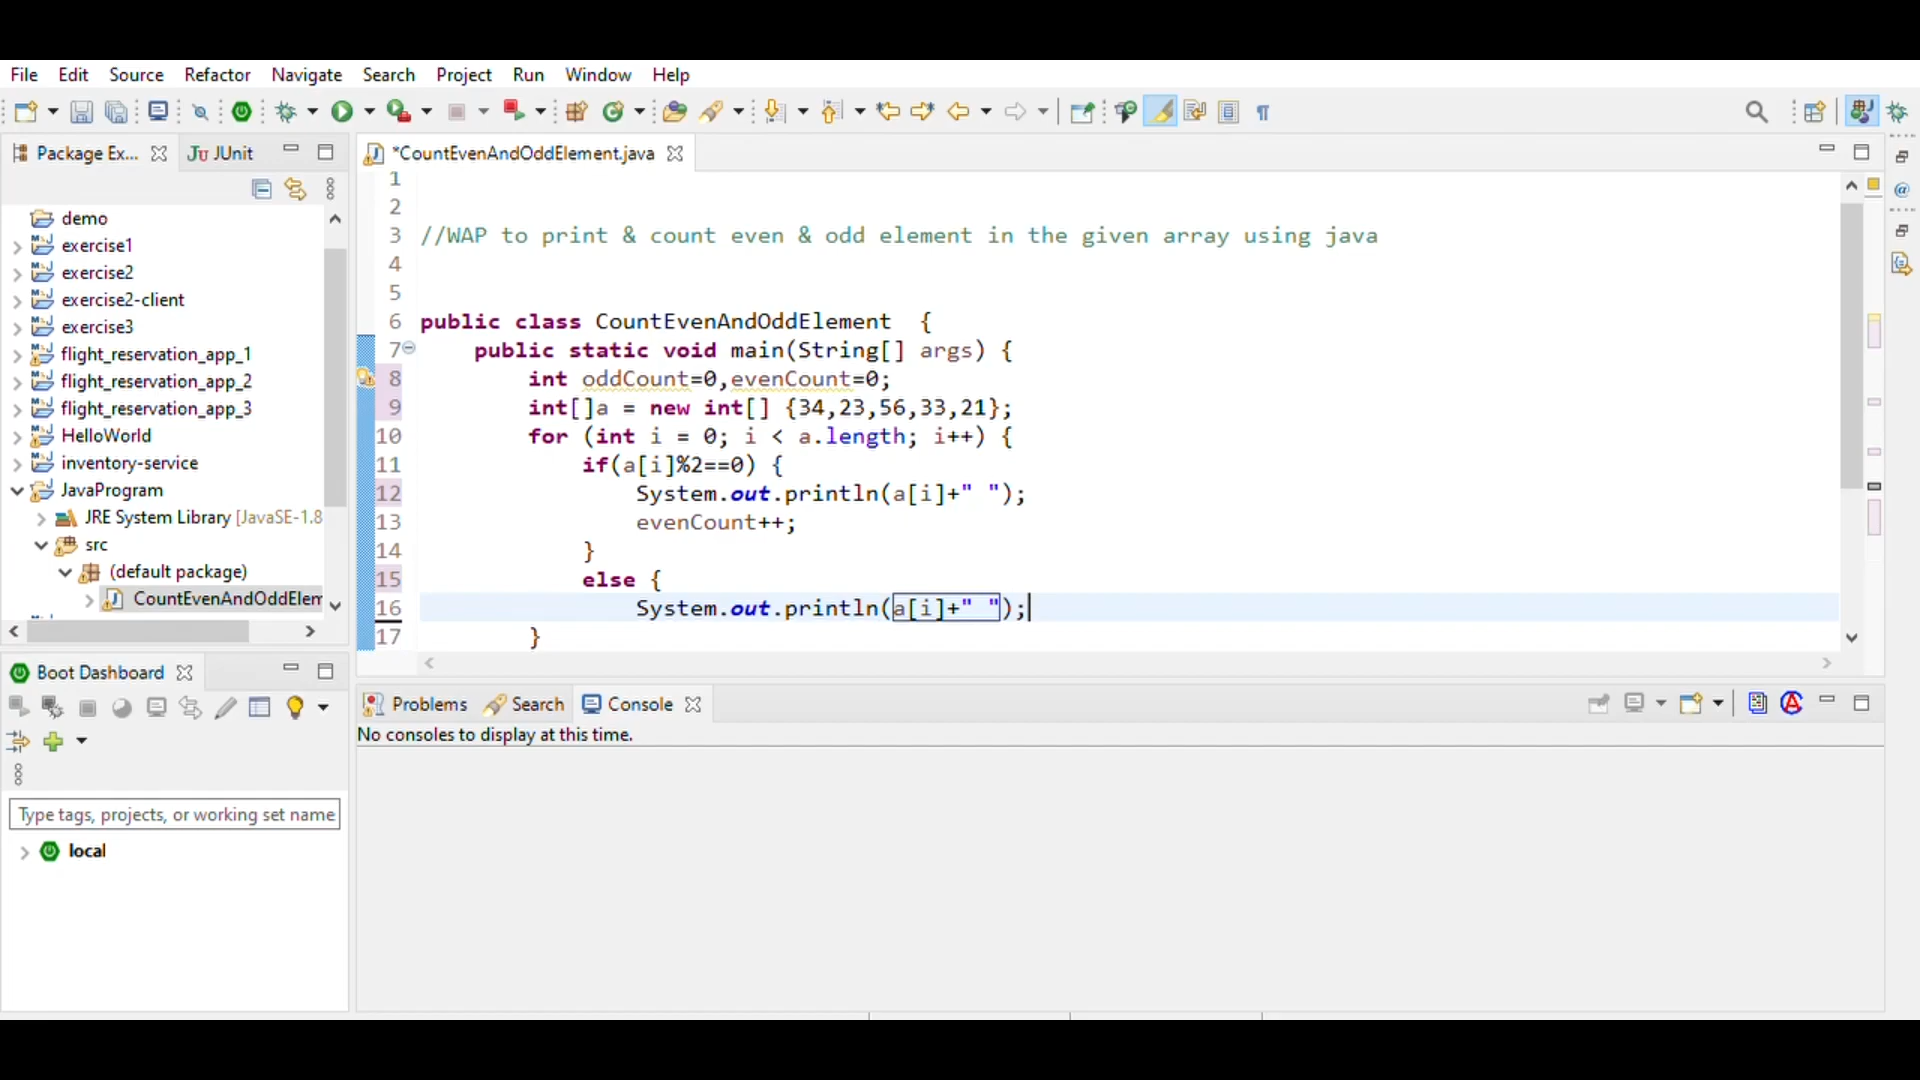 File Edit Source Refactor Navigate Search Project Run Window Help
Package Ex... JUnit
demo
exercise1
exercise2
exercise2-client
exercise3
flight_reservation_app_1
flight_reservation_app_2
flight_reservation_app_3
HelloWorld
inventory-service
JavaProgram
JRE System Library [JavaSE-1.8
src
(default package)
CountEvenAndOddElem
*CountEvenAndOddElement.java
1
2
3 //WAP to print & count even & odd element in the given array using java
4
5
6 public class CountEvenAndOddElement {
7 public static void main(String[] args) {
8 int oddCount=0,evenCount=0;
9 int[]a = new int[] {34,23,56,33,21};
10 for (int i = 0; i < a.length; i++) {
11 if(a[i]%2==0) {
12 System.out.println(a[i]+" ");
13 evenCount++;
14 }
15 else {
16 System.out.println(a[i]+" ");
17 }
Boot Dashboard
Type tags, projects, or working set name
local
Problems Search Console
No consoles to display at this time.